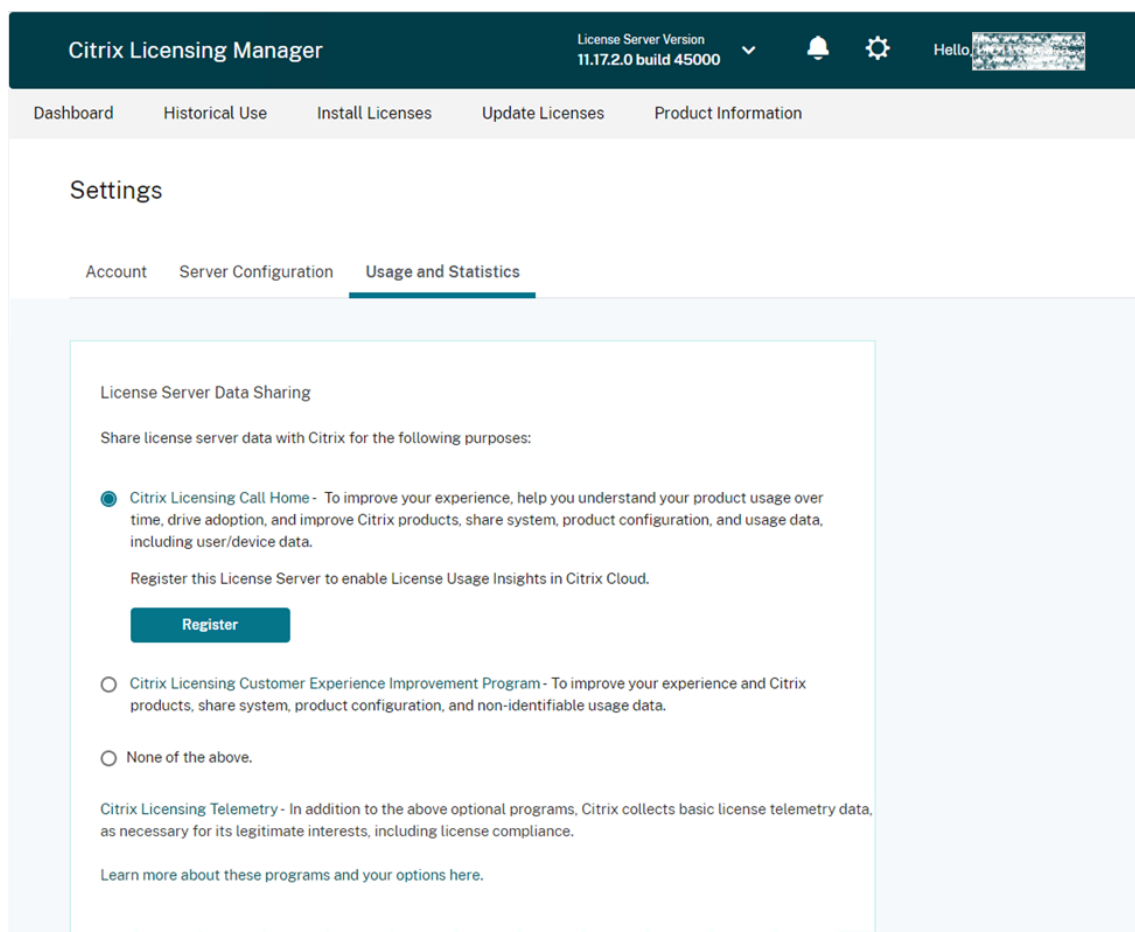 Citrix Licensing Manager
License Server Version
11.17.2.0 build 45000
Hello,
Dashboard Historical Use Install Licenses Update Licenses Product Information
Settings
Account Server Configuration Usage and Statistics
License Server Data Sharing
Share license server data with Citrix for the following purposes:
Citrix Licensing Call Home - To improve your experience, help you understand your product usage over
time, drive adoption, and improve Citrix products, share system, product configuration, and usage data,
including user/device data.
Register this License Server to enable License Usage Insights in Citrix Cloud.
Register
Citrix Licensing Customer Experience Improvement Program - To improve your experience and Citrix
products, share system, product configuration, and non-identifiable usage data.
None of the above.
Citrix Licensing Telemetry - In addition to the above optional programs, Citrix collects basic license telemetry data,
as necessary for its legitimate interests, including license compliance.
Learn more about these programs and your options here.